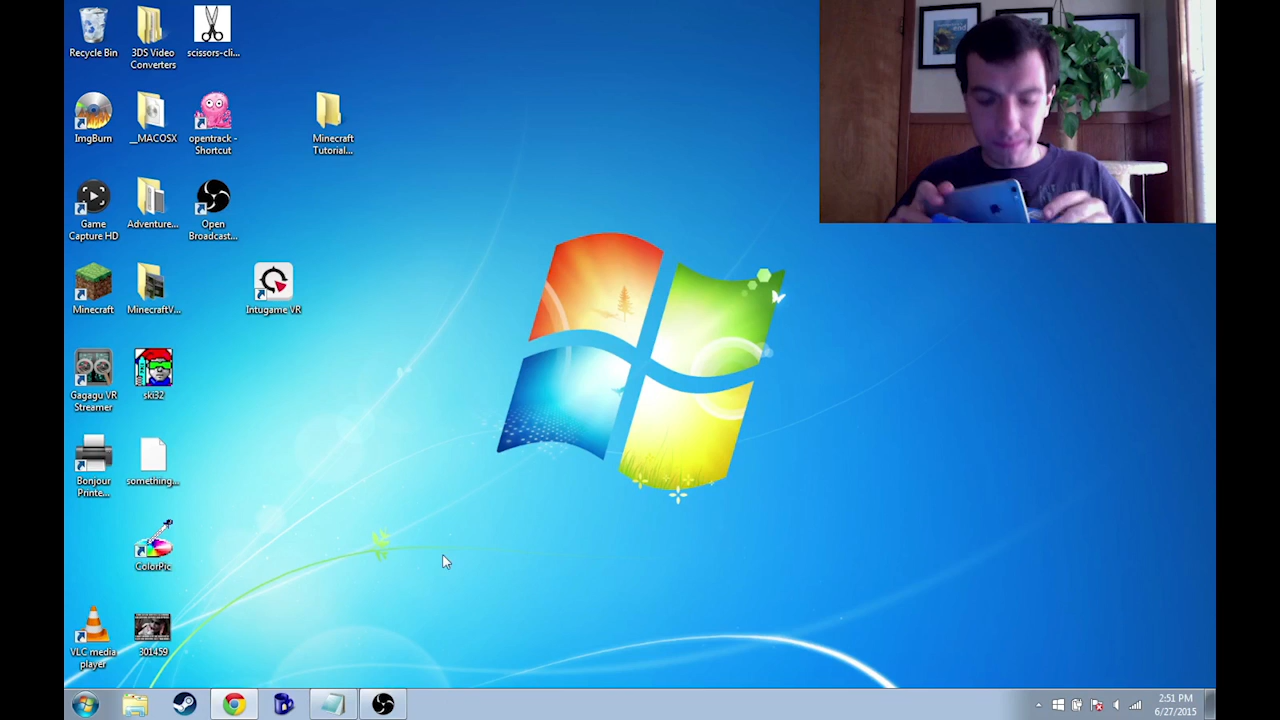 Recycle Bin
3DS Video
Converters
scissors-cli...
ImgBurn
__MACOSX
opentrack -
Shortcut
Minecraft
Tutorial...
Game
Capture HD
Adventure...
Open
Broadcast...
Minecraft
MinecraftV...
Intugame VR
Gagagu VR
Streamer
ski32
Bonjour
Printe...
something...
ColorPic
VLC media
player
301459
2:51 PM
6/27/2015